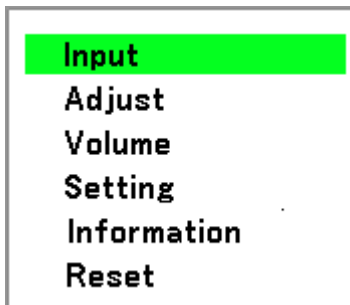 Input
Adjust
Volume
Setting
Information
Reset